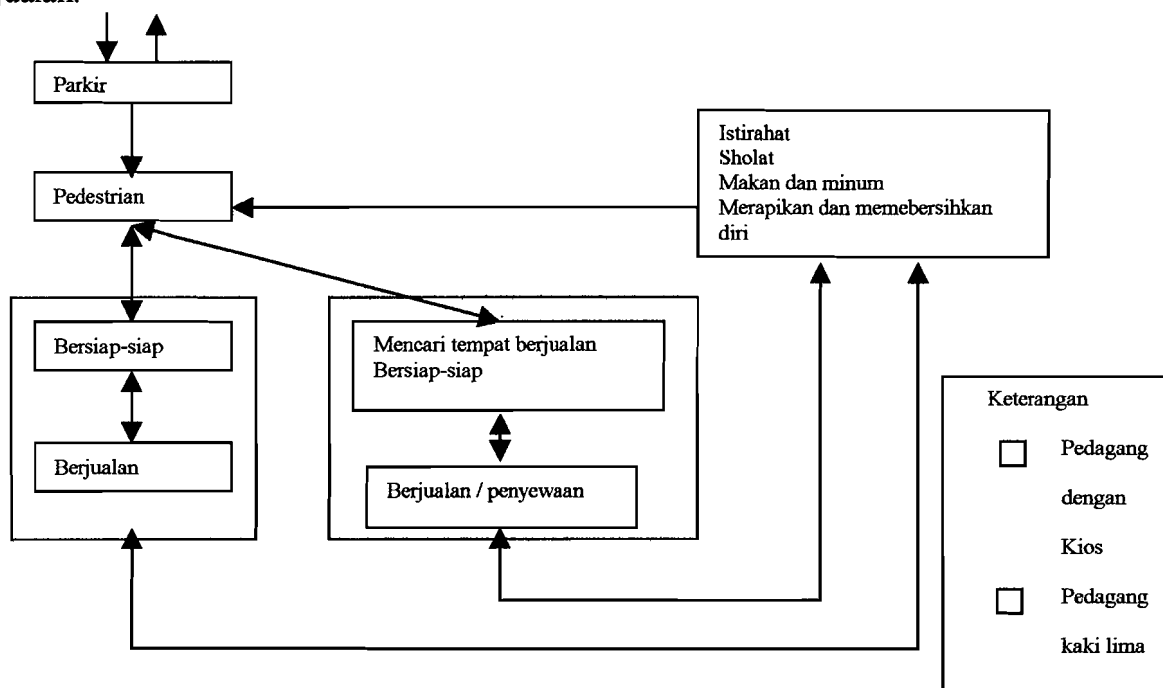 Parkir
Pedestrian
Istirahat
Sholat
Makan dan minum
Merapikan dan memebersihkan
diri
Bersiap-siap
Berjualan
Mencari tempat berjualan
Bersiap-siap
Berjualan / penyewaan
Keterangan
Pedagang
dengan
Kios
Pedagang
kaki lima